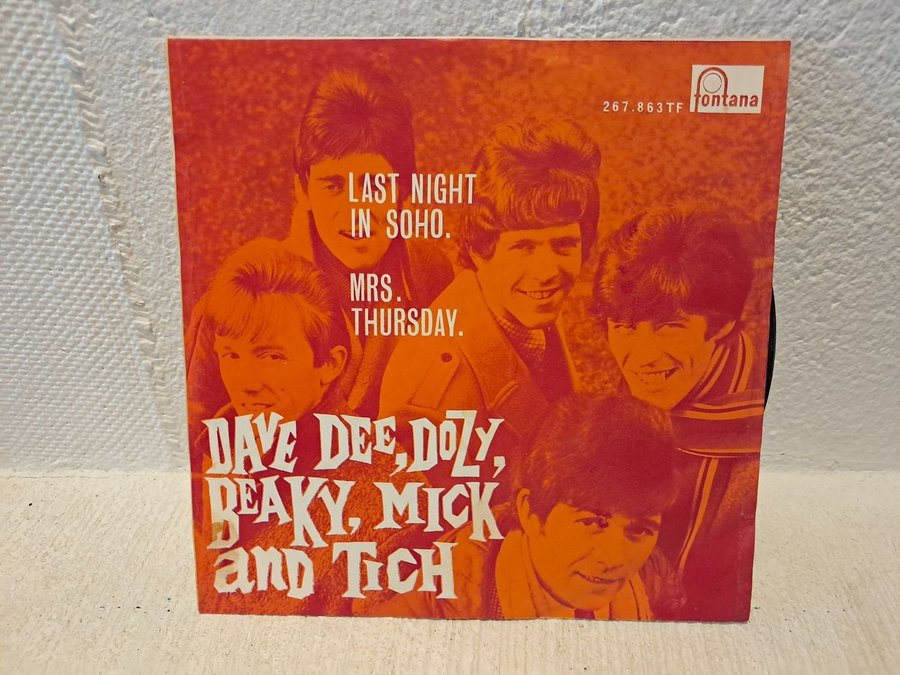 fontana
267.863TF
LAST NIGHT
IN SOHO.
MRS.
THURSDAY.
DAVE DEE, DOZY,
BEAKY, MICK
and TICH